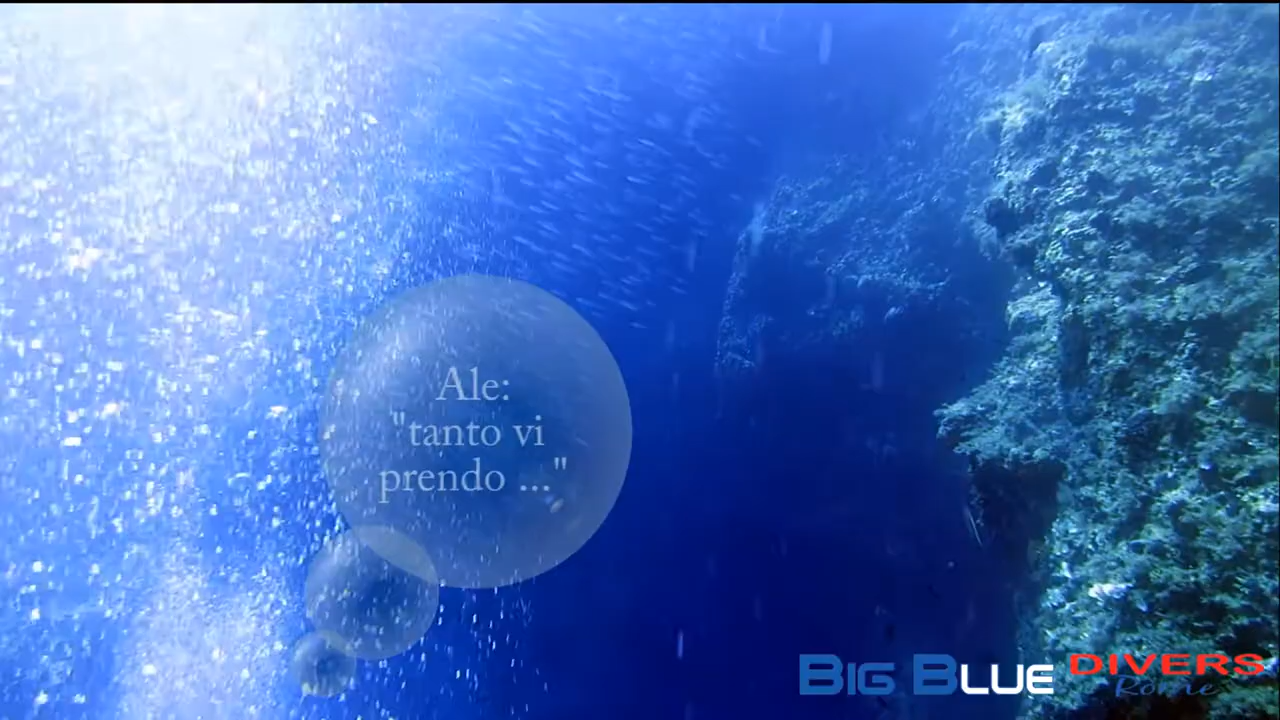 Ale:
"tanto vi
prendo ..."
BIG BLUE DIVERS
Rome